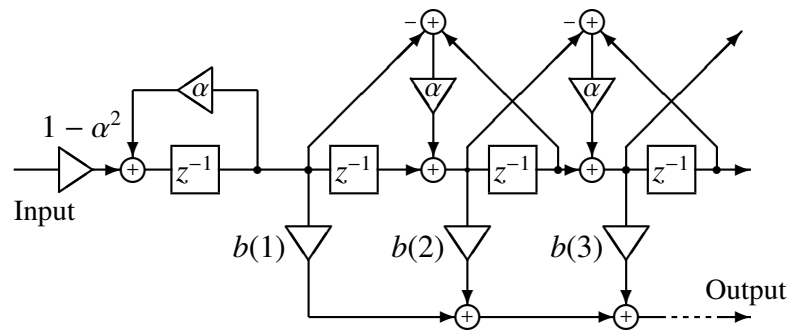 − + − +
α α α
1 − α²
+ z⁻¹ z⁻¹ + z⁻¹ + z⁻¹
Input
b(1) b(2) b(3)
Output
+ +